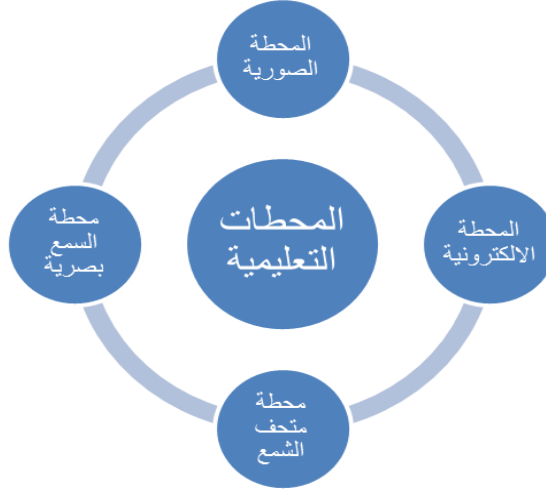 المحطة
الصورية
المحطات
التعليمية
المحطة
الالكترونية
محطة
متحف
الشمع
محطة
السمع
بصرية